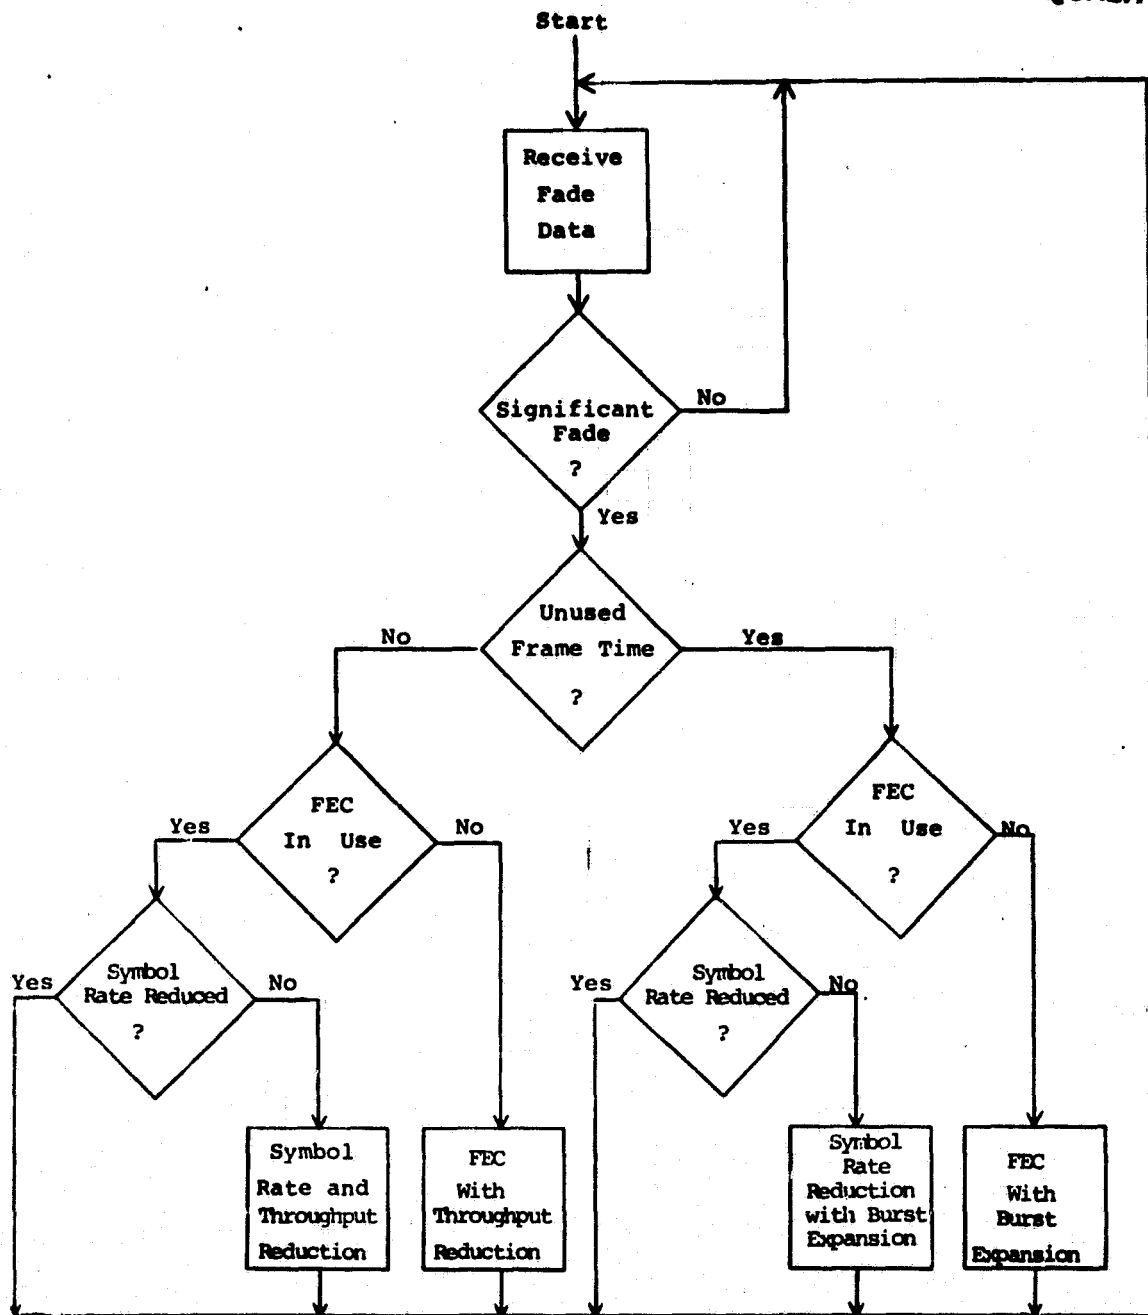 Start
Receive
Fade
Data
Significant
Fade
?
No
Yes
Unused
Frame Time
?
No
Yes
FEC
In Use
?
Yes
No
FEC
In Use
?
Yes
No
Symbol
Rate Reduced
?
Yes
No
Symbol
Rate Reduced
?
Yes
No
Symbol
Rate and
Throughput
Reduction
FEC
With
Throughput
Reduction
Symbol
Rate
Reduction
with Burst
Expansion
FEC
With
Burst
Expansion